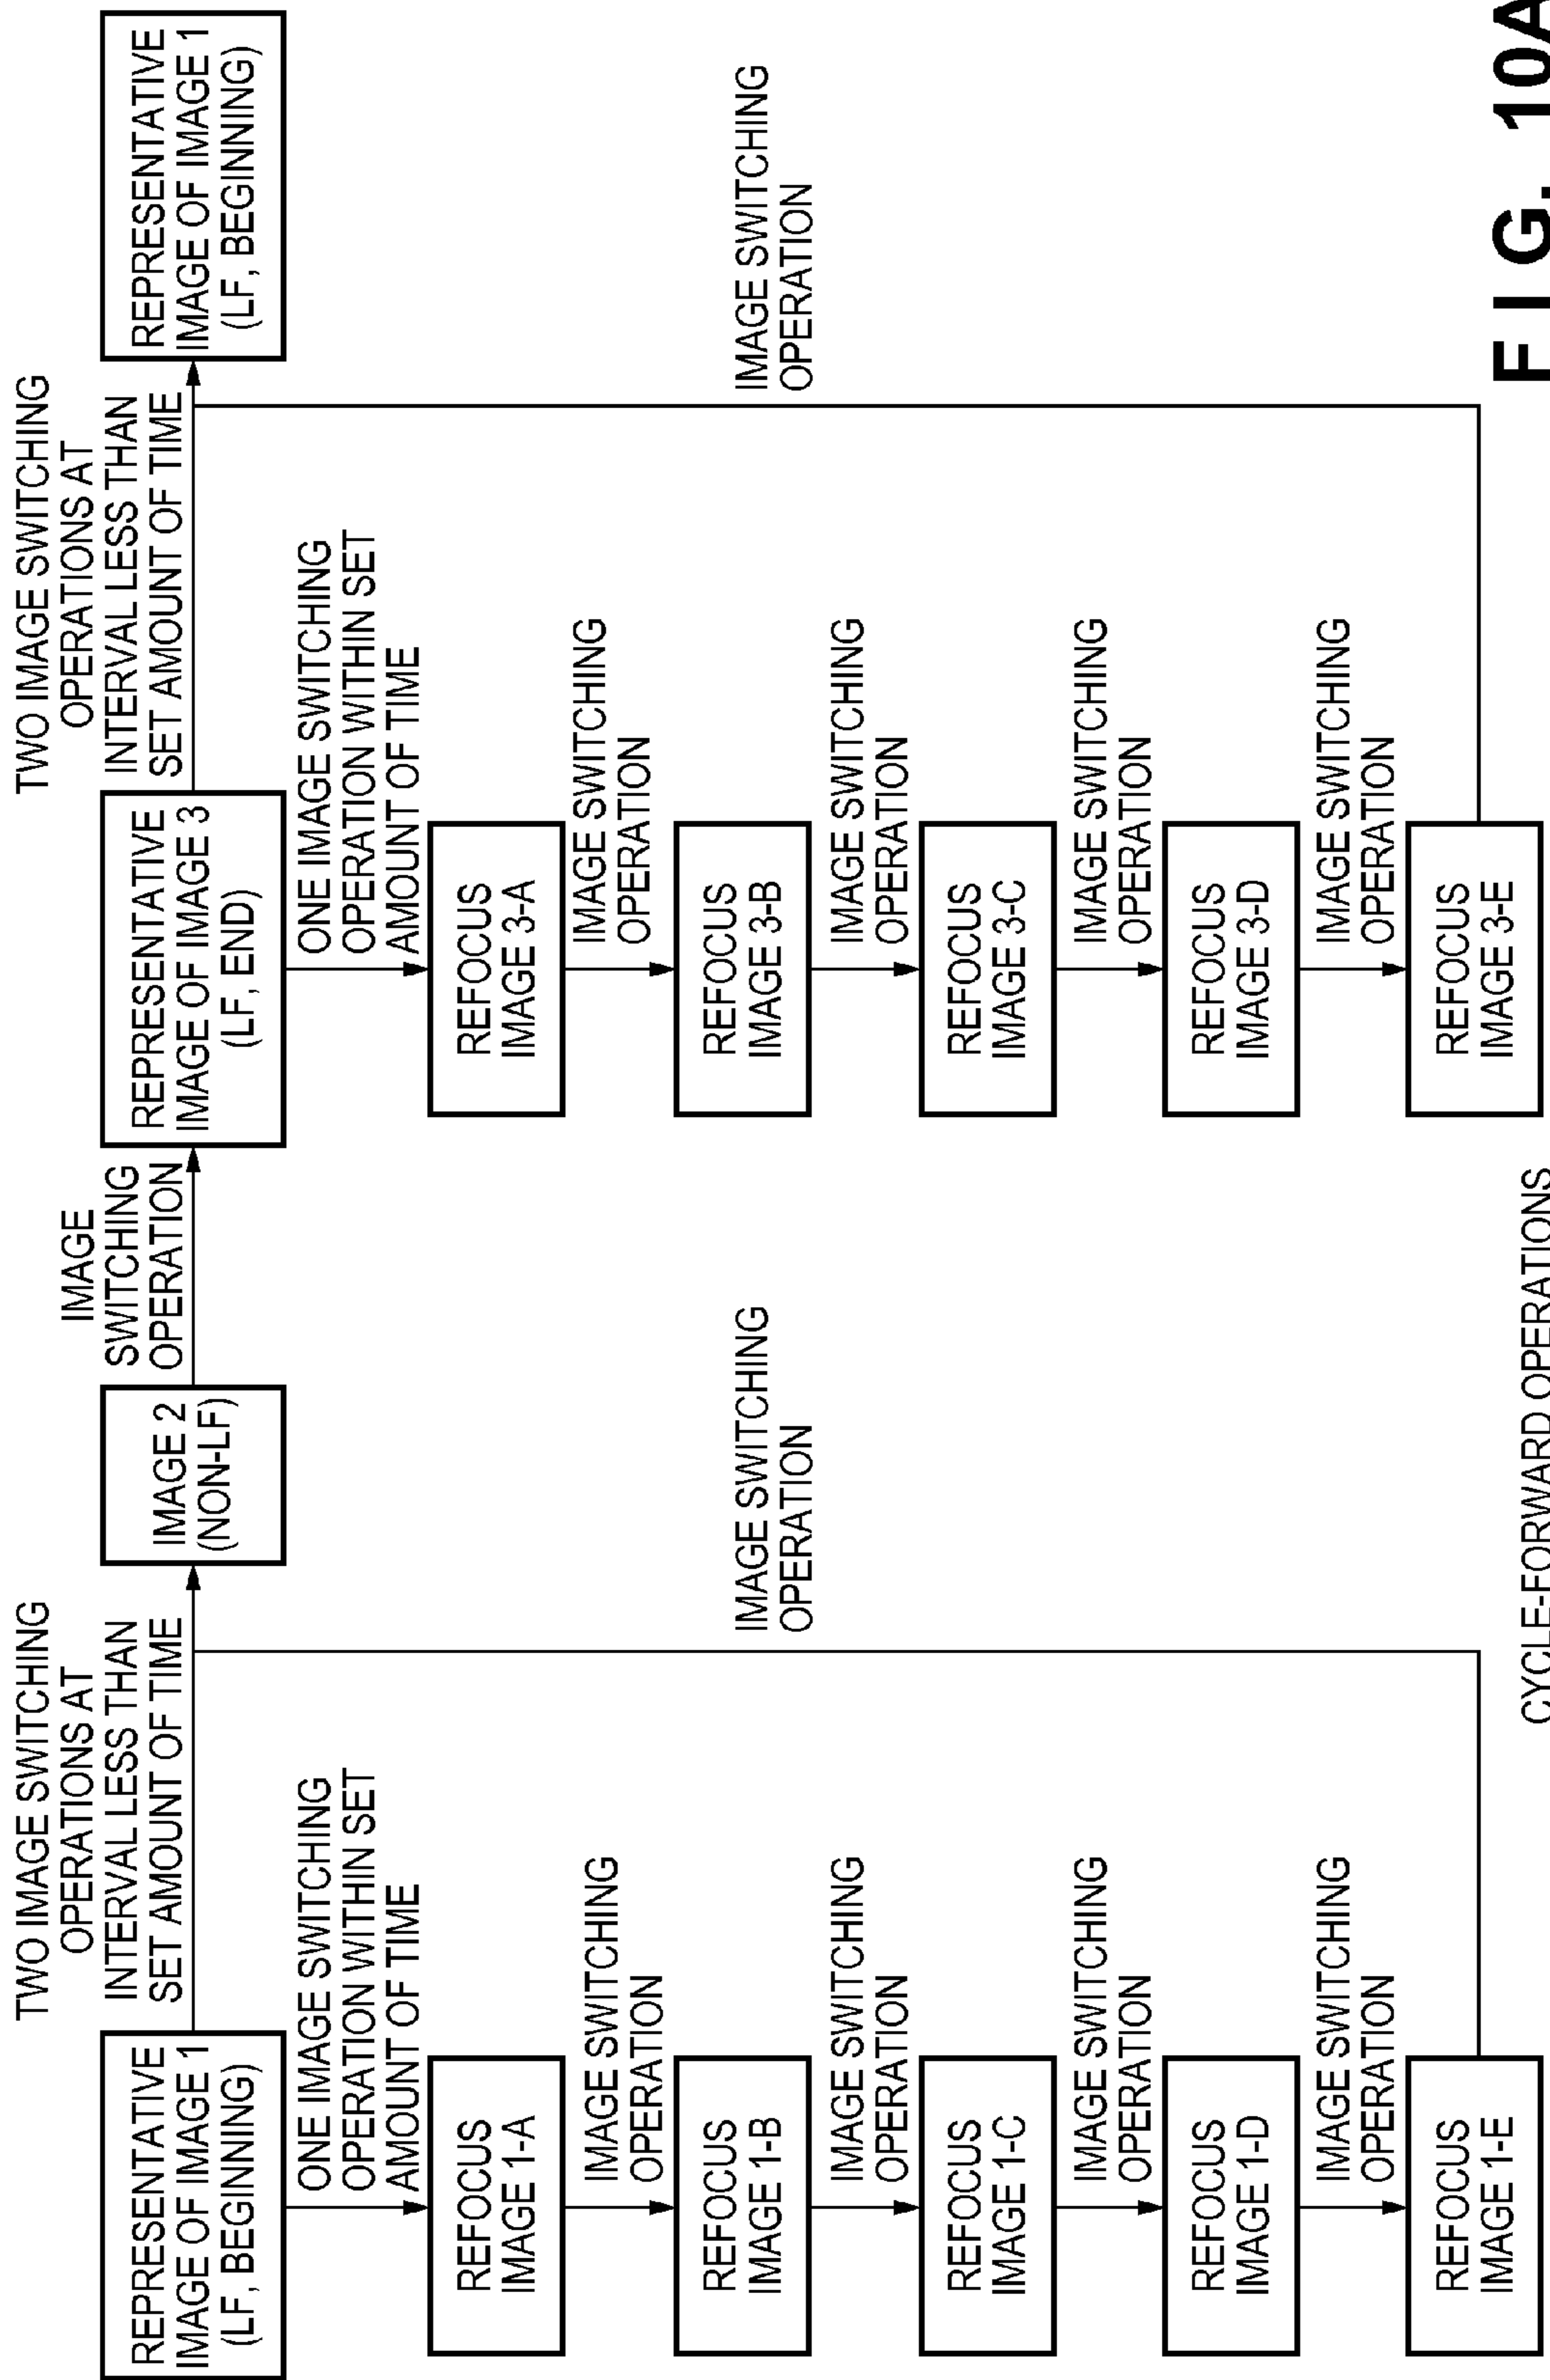 TWO IMAGE SWITCHING
OPERATIONS AT
INTERVAL LESS THAN
SET AMOUNT OF TIME
IMAGE
SWITCHING
OPERATION
TWO IMAGE SWITCHING
OPERATIONS AT
INTERVAL LESS THAN
SET AMOUNT OF TIME
REPRESENTATIVE
IMAGE OF IMAGE 1
(LF, BEGINNING)
IMAGE 2
(NON-LF)
REPRESENTATIVE
IMAGE OF IMAGE 3
(LF, END)
REPRESENTATIVE
IMAGE OF IMAGE 1
(LF, BEGINNING)
ONE IMAGE SWITCHING
OPERATION WITHIN SET
AMOUNT OF TIME
REFOCUS
IMAGE 1-A
IMAGE SWITCHING
OPERATION
REFOCUS
IMAGE 1-B
IMAGE SWITCHING
OPERATION
REFOCUS
IMAGE 1-C
IMAGE SWITCHING
OPERATION
REFOCUS
IMAGE 1-D
IMAGE SWITCHING
OPERATION
REFOCUS
IMAGE 1-E
IMAGE SWITCHING
OPERATION
ONE IMAGE SWITCHING
OPERATION WITHIN SET
AMOUNT OF TIME
REFOCUS
IMAGE 3-A
IMAGE SWITCHING
OPERATION
REFOCUS
IMAGE 3-B
IMAGE SWITCHING
OPERATION
REFOCUS
IMAGE 3-C
IMAGE SWITCHING
OPERATION
REFOCUS
IMAGE 3-D
IMAGE SWITCHING
OPERATION
REFOCUS
IMAGE 3-E
IMAGE SWITCHING
OPERATION
CYCLE-FORWARD OPERATIONS
FIG. 10A